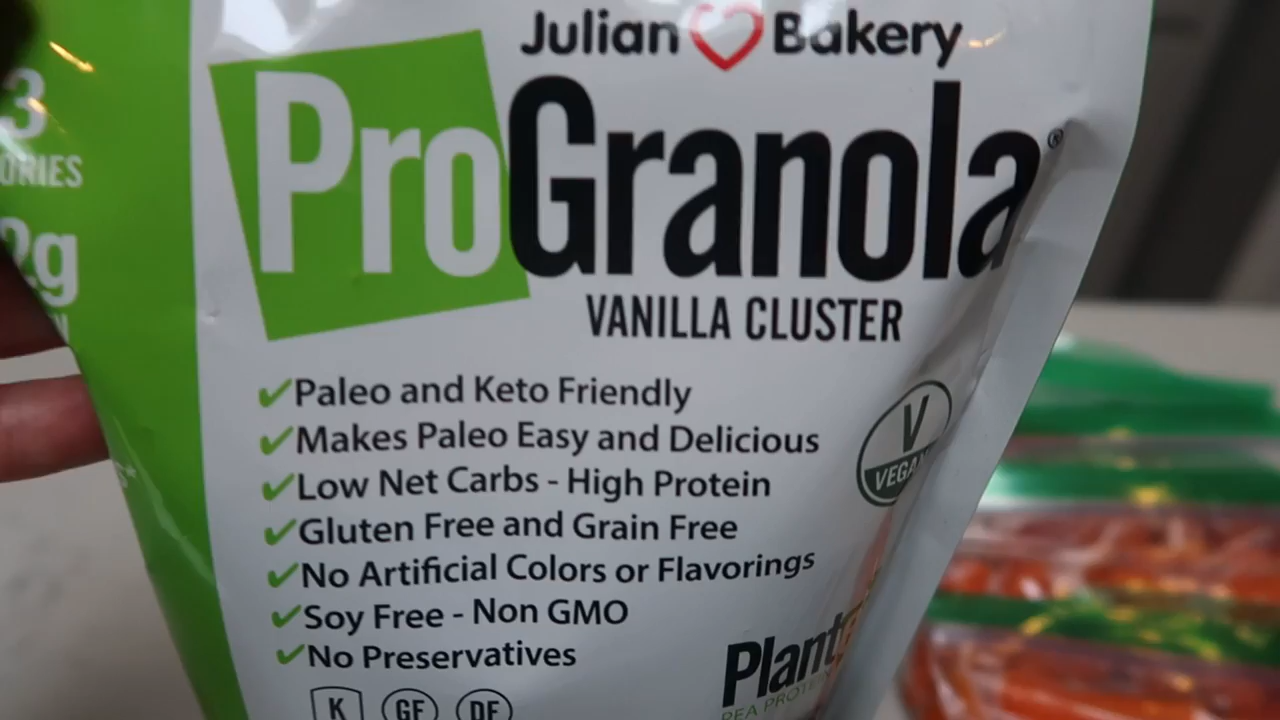 Julian Bakery
ProGranola®
VANILLA CLUSTER
✔Paleo and Keto Friendly
✔Makes Paleo Easy and Delicious
✔Low Net Carbs - High Protein
✔Gluten Free and Grain Free
✔No Artificial Colors or Flavorings
✔Soy Free - Non GMO
✔No Preservatives
V
VEGAN
K GF DF